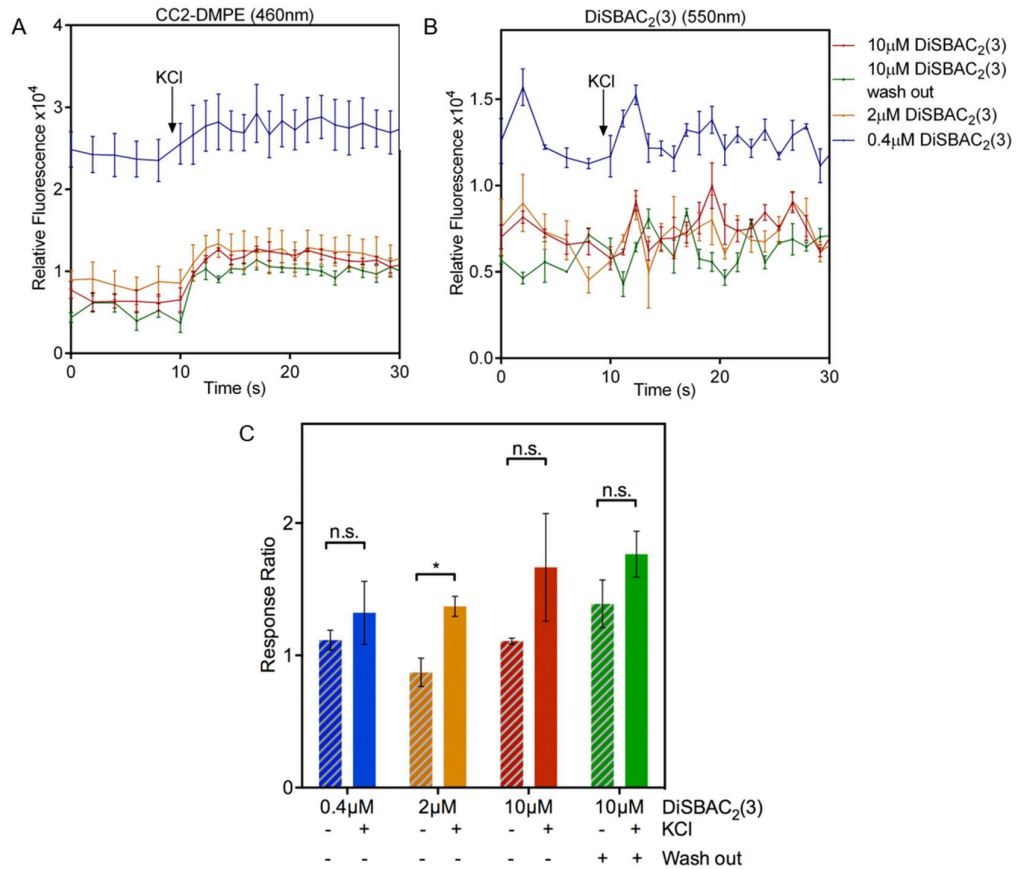 A
CC2-DMPE (460nm)
Relative Fluorescence x10⁴
4
3
2
1
0
KCl
0
10
20
30
Time (s)
B
DiSBAC₂(3) (550nm)
Relative Fluorescence x10⁴
1.5
1.0
0.5
0.0
KCl
0
10
20
30
Time (s)
10µM DiSBAC₂(3)
10µM DiSBAC₂(3)
wash out
2µM DiSBAC₂(3)
0.4µM DiSBAC₂(3)
C
Response Ratio
2
1
0
n.s.
*
n.s.
n.s.
0.4µM 2µM 10µM 10µM DiSBAC₂(3)
- + - + - + - + KCl
- - - - - - + + Wash out